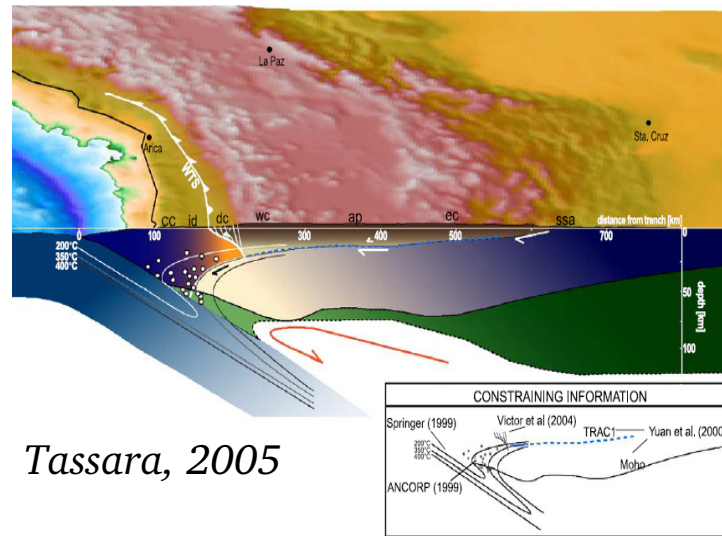 La Paz
Sta, Cruz
Arica
WTS
cc id dc wc ap ec ssa
distance from trench [km]
0 100 300 400 500 700
200°C
350°C
400°C
0
50
100
depth [km]
CONSTRAINING INFORMATION
Springer (1999)
Victor et al (2004)
TRAC1
Yuan et al. (2000
200°C
350°C
400°C
Moho
ANCORP (1999)
Tassara, 2005